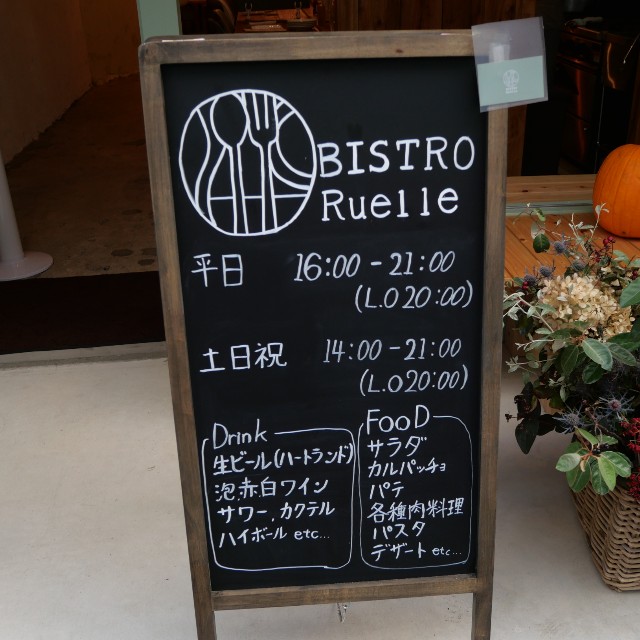 BISTRO
Ruelle
平日 16:00-21:00
(L.O 20:00)
土日祝 14:00-21:00
(L.O 20:00)
Drink
生ビール(ハートランド)
泡,赤白ワイン
サワー,カクテル
ハイボール etc...
FOOD
サラダ
カルパッチョ
パテ
各種肉料理
パスタ
デザート etc...